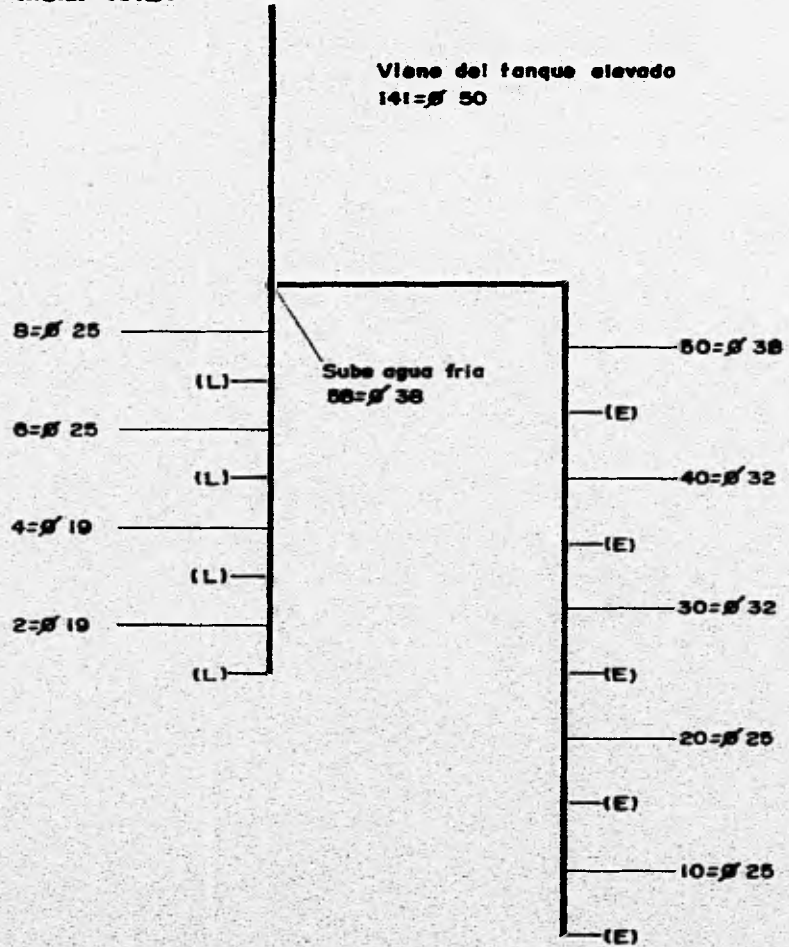 Viene del tanque elevado
141=Ø 50
8=Ø 25
(L)
6=Ø 25
(L)
4=Ø 19
(L)
2=Ø 19
(L)
Sube agua fria
58=Ø 38
50=Ø 38
(E)
40=Ø 32
(E)
30=Ø 32
(E)
20=Ø 25
(E)
10=Ø 25
(E)